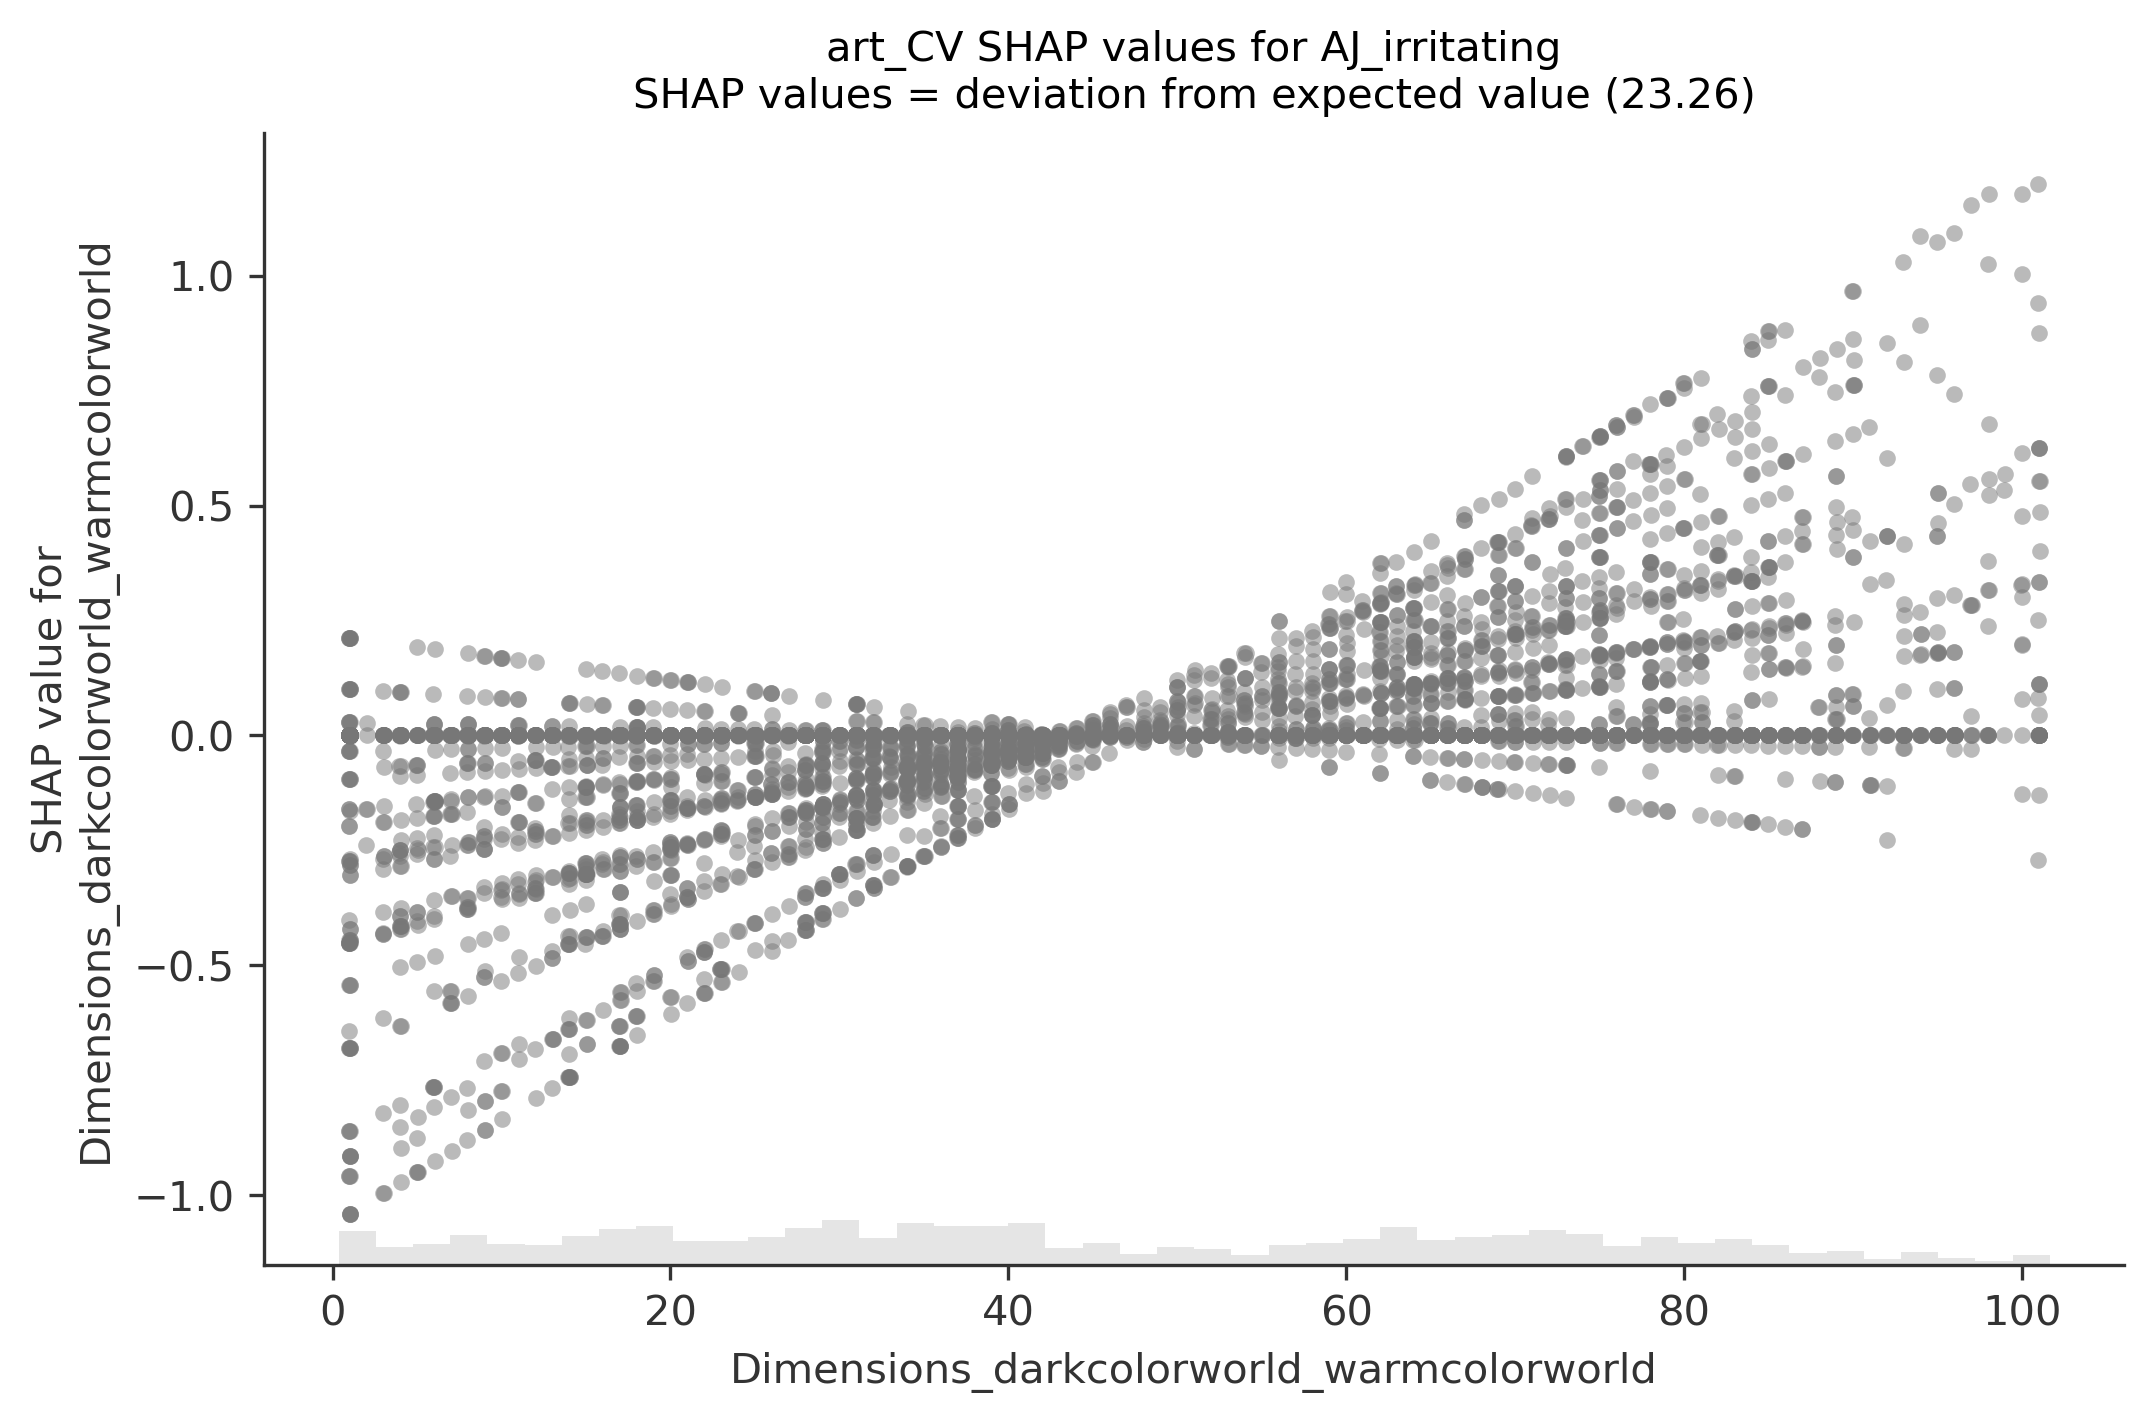 art_CV SHAP values for AJ_irritating
SHAP values = deviation from expected value (23.26)
SHAP value for
Dimensions_darkcolorworld_warmcolorworld
1.0
0.5
0.0
−0.5
−1.0
0
20
40
60
80
100
Dimensions_darkcolorworld_warmcolorworld